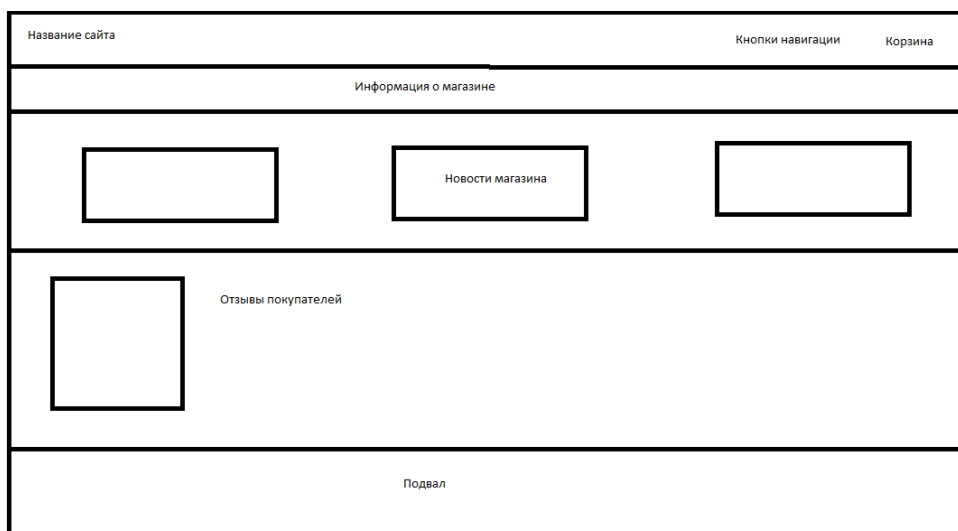 Название сайта
Кнопки навигации
Корзина
Информация о магазине
Новости магазина
Отзывы покупателей
Подвал